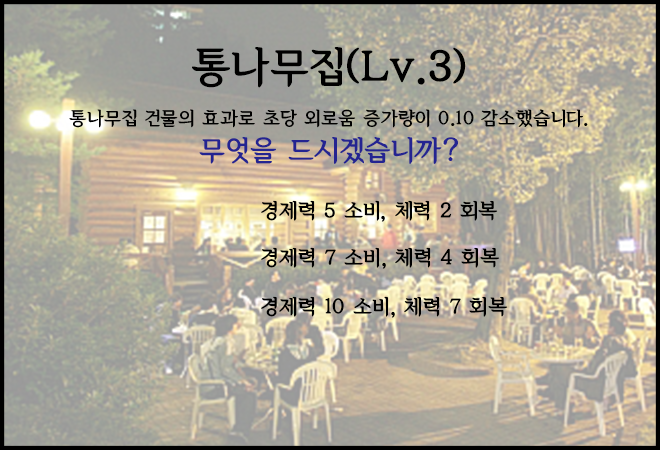 통나무집(Lv.3)
통나무집 건물의 효과로 초당 외로움 증가량이 0.10 감소했습니다.
무엇을 드시겠습니까?
경제력 5 소비, 체력 2 회복
경제력 7 소비, 체력 4 회복
경제력 10 소비, 체력 7 회복